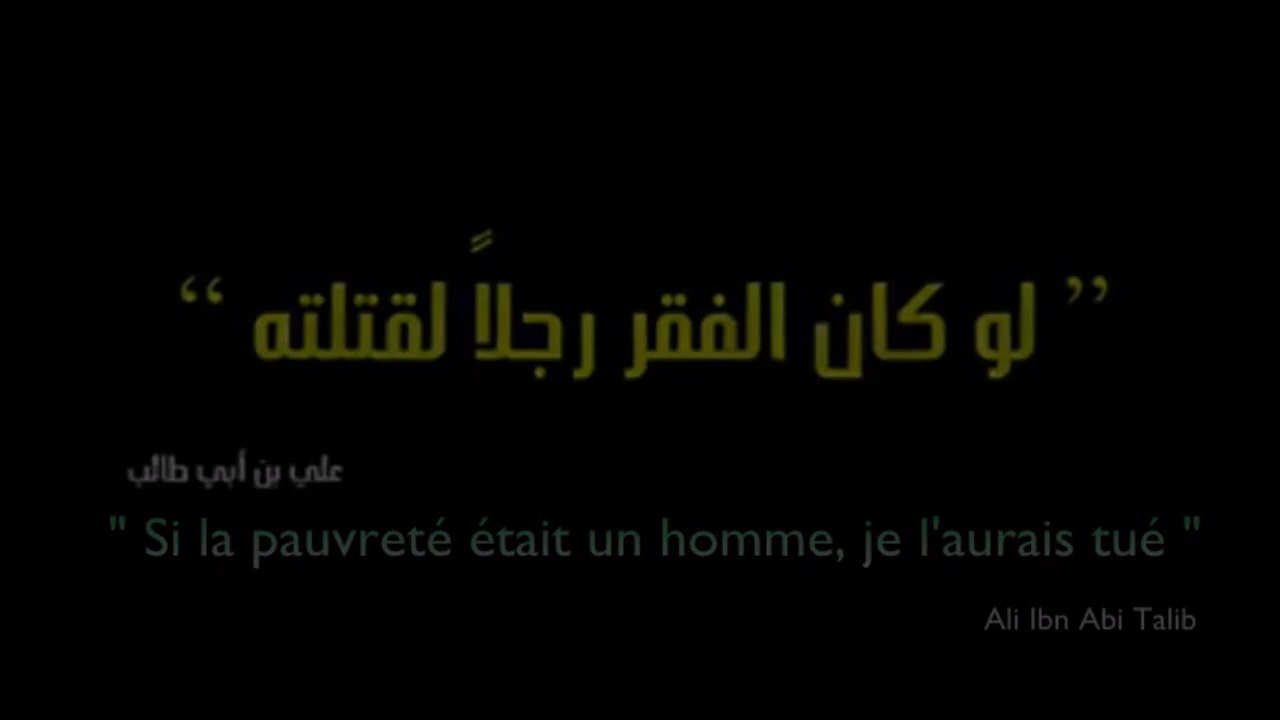 ” لو كان الفقر رجلاً لقتلته “
علي بن أبي طالب
" Si la pauvreté était un homme, je l'aurais tué "
Ali Ibn Abi Talib